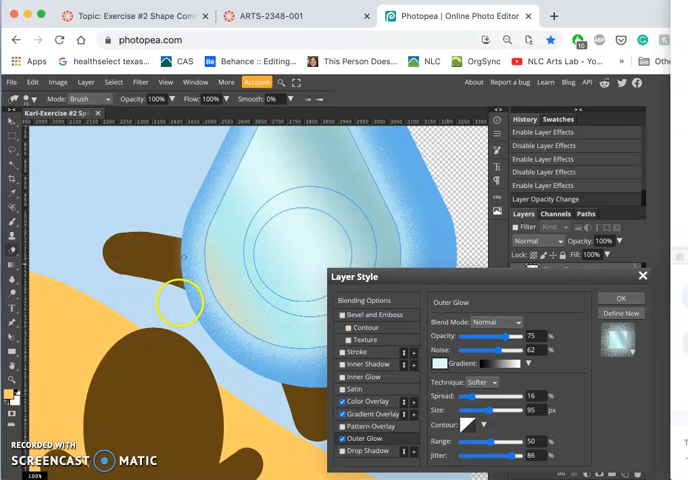 Topic: Exercise #2 Shape Com
ARTS-2348-001
Photopea | Online Photo Editor
photopea.com
healthselect texas...
CAS
Behance :: Editing...
This Person Does...
NLC
OrgSync
NLC Arts Lab - Yo...
Othe
10
File Edit Image Layer Select Filter View Window More Account
About Report a bug Learn Blog API
15 Mode: Brush Opacity: 100% Flow: 100% Smooth: 0%
Karl-Exercise #2 Sp
History Swatches
Enable Layer Effects
Disable Layer Effects
Enable Layer Effects
Disable Layer Effects
Enable Layer Effects
Layer Opacity Change
Layers Channels Paths
Filter Kind
Normal Opacity: 100%
Lock: Fill: 100%
Layer Style
Blending Options
Bevel and Emboss
Contour
Texture
Stroke
Inner Shadow
Inner Glow
Satin
Color Overlay
Gradient Overlay
Pattern Overlay
Outer Glow
Drop Shadow
Outer Glow
Blend Mode: Normal
Opacity: 75 %
Noise: 62 %
Gradient:
Technique: Softer
Spread: 16 %
Size: 95 px
Contour:
Range: 50 %
Jitter: 86 %
OK
Define New
RECORDED WITH
SCREENCAST MATIC
100%